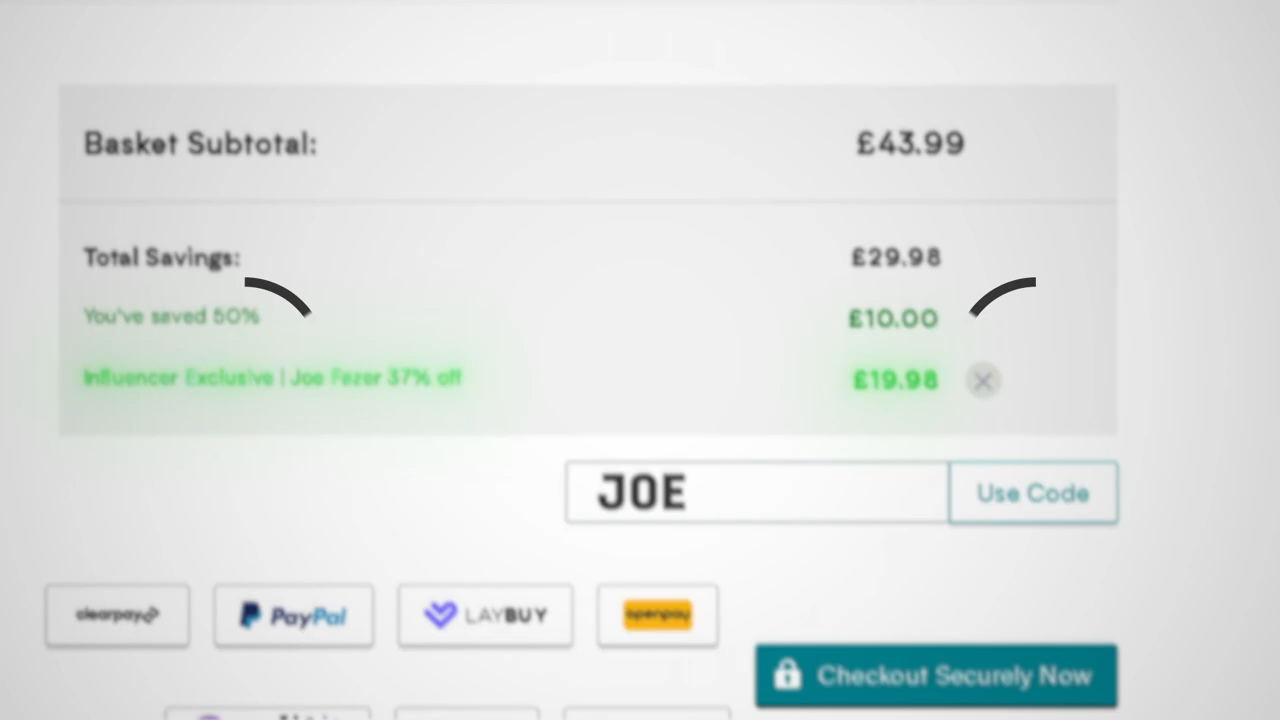 Basket Subtotal: £43.99
Total Savings: £29.98
You've saved 50% £10.00
Influencer Exclusive | Joe Fazer 37% off £19.98
JOE Use Code
clearpay PayPal LAYBUY openpay
Checkout Securely Now